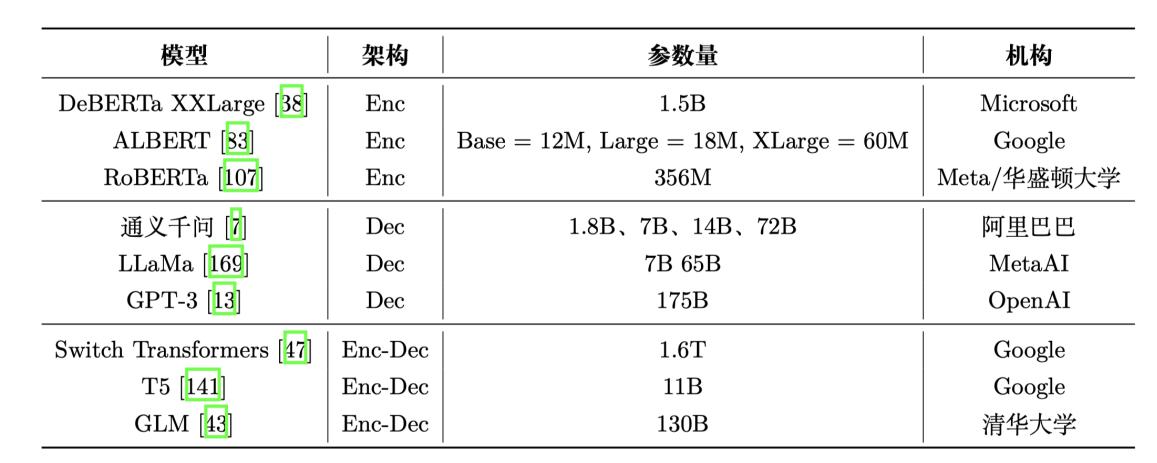 模型 架构 参数量 机构
DeBERTa XXLarge [38] Enc 1.5B Microsoft
ALBERT [83] Enc Base = 12M, Large = 18M, XLarge = 60M Google
RoBERTa [107] Enc 356M Meta/华盛顿大学
通义千问 [7] Dec 1.8B、7B、14B、72B 阿里巴巴
LLaMa [169] Dec 7B 65B MetaAI
GPT-3 [13] Dec 175B OpenAI
Switch Transformers [47] Enc-Dec 1.6T Google
T5 [141] Enc-Dec 11B Google
GLM [43] Enc-Dec 130B 清华大学